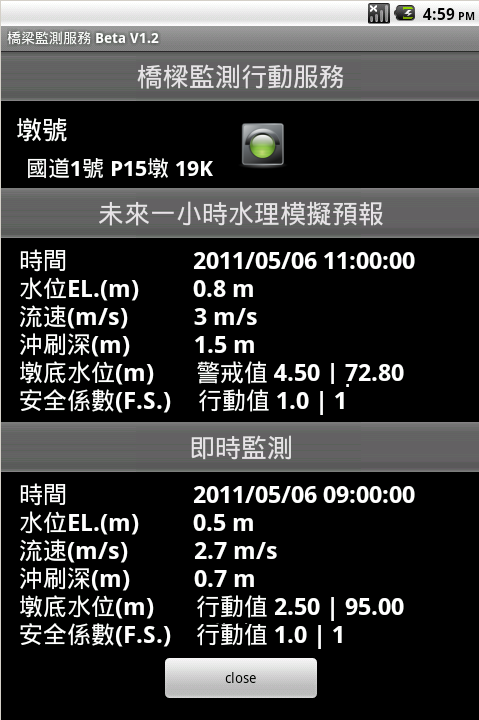 4:59 PM
橋梁監測服務 Beta V1.2
橋樑監測行動服務
墩號
國道1號 P15墩 19K
未來一小時水理模擬預報
時間 2011/05/06 11:00:00
水位EL.(m) 0.8 m
流速(m/s) 3 m/s
沖刷深(m) 1.5 m
墩底水位(m) 警戒值 4.50 | 72.80
安全係數(F.S.) 行動值 1.0 | 1
即時監測
時間 2011/05/06 09:00:00
水位EL.(m) 0.5 m
流速(m/s) 2.7 m/s
沖刷深(m) 0.7 m
墩底水位(m) 行動值 2.50 | 95.00
安全係數(F.S.) 行動值 1.0 | 1
close